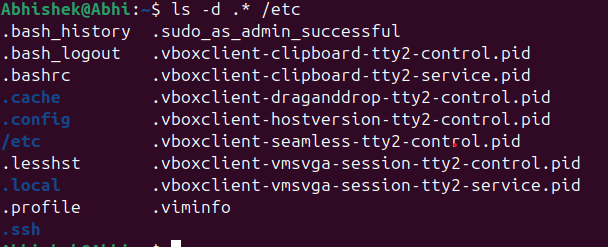 Abhishek@Abhi:~$ ls -d .* /etc
.bash_history .sudo_as_admin_successful
.bash_logout .vboxclient-clipboard-tty2-control.pid
.bashrc .vboxclient-clipboard-tty2-service.pid
.cache .vboxclient-draganddrop-tty2-control.pid
.config .vboxclient-hostversion-tty2-control.pid
/etc .vboxclient-seamless-tty2-control.pid
.lesshst .vboxclient-vmsvga-session-tty2-control.pid
.local .vboxclient-vmsvga-session-tty2-service.pid
.profile .viminfo
.ssh
Abhishek@Abhi:~$